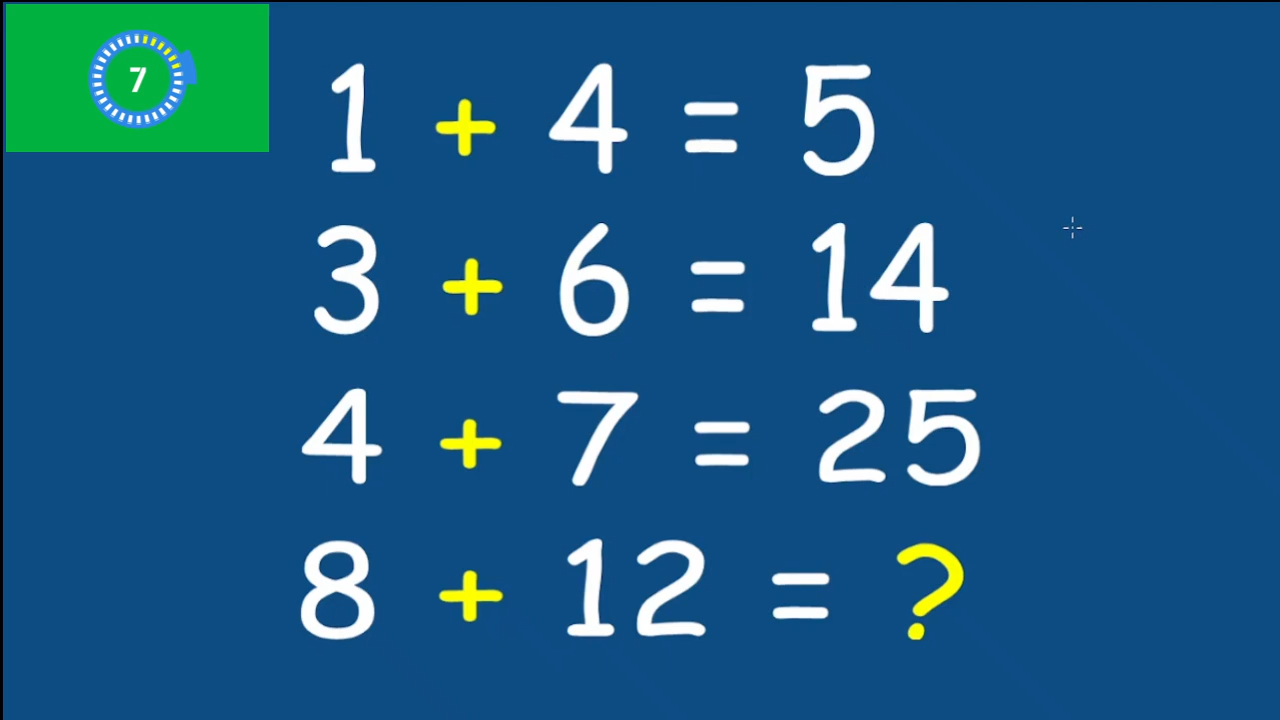 7
1 + 4 = 5
3 + 6 = 14
4 + 7 = 25
8 + 12 = ?